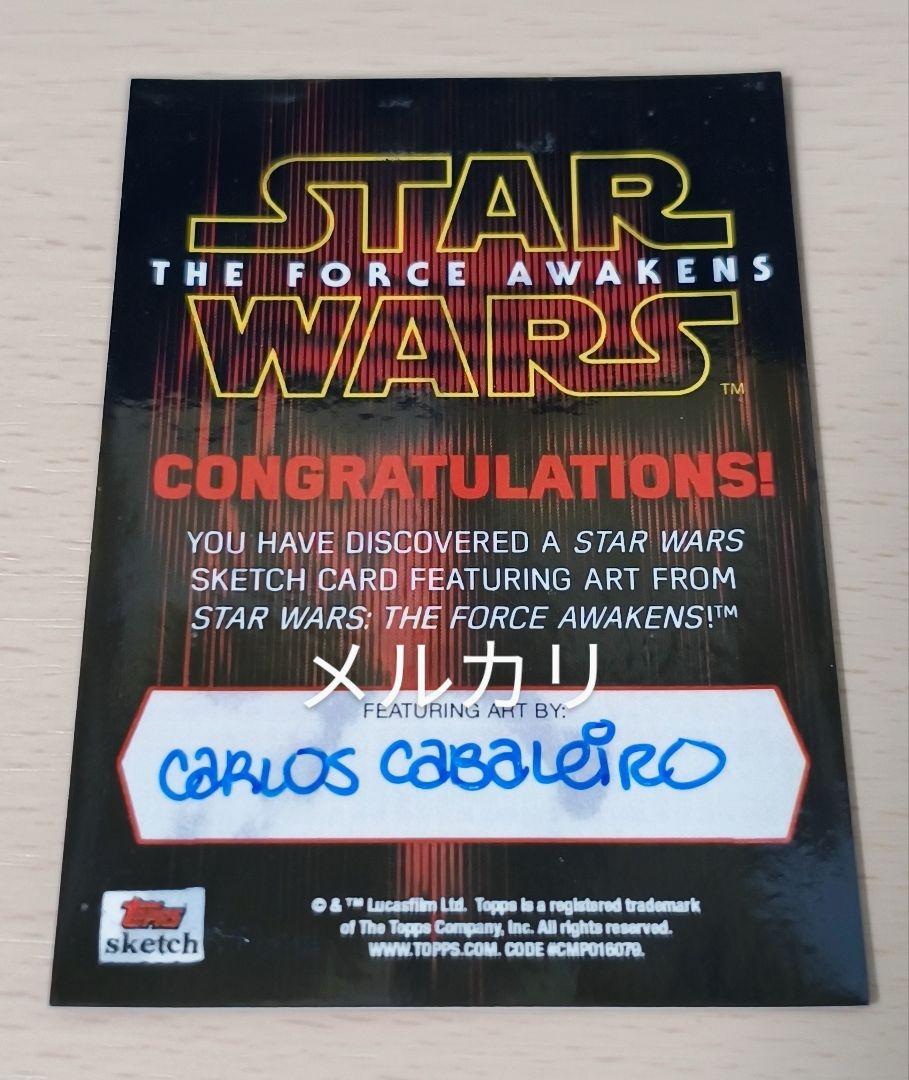 STAR
THE FORCE AWAKENS
WARS
TM
CONGRATULATIONS!
YOU HAVE DISCOVERED A STAR WARS
SKETCH CARD FEATURING ART FROM
STAR WARS: THE FORCE AWAKENS!™
メルカリ
FEATURING ART BY:
CARLOS CABALEIRO
TOPPS
sketch
© & ™ Lucasfilm Ltd. Topps is a registered trademark
of The Topps Company, Inc. All rights reserved.
WWW.TOPPS.COM. CODE #CMP016079.